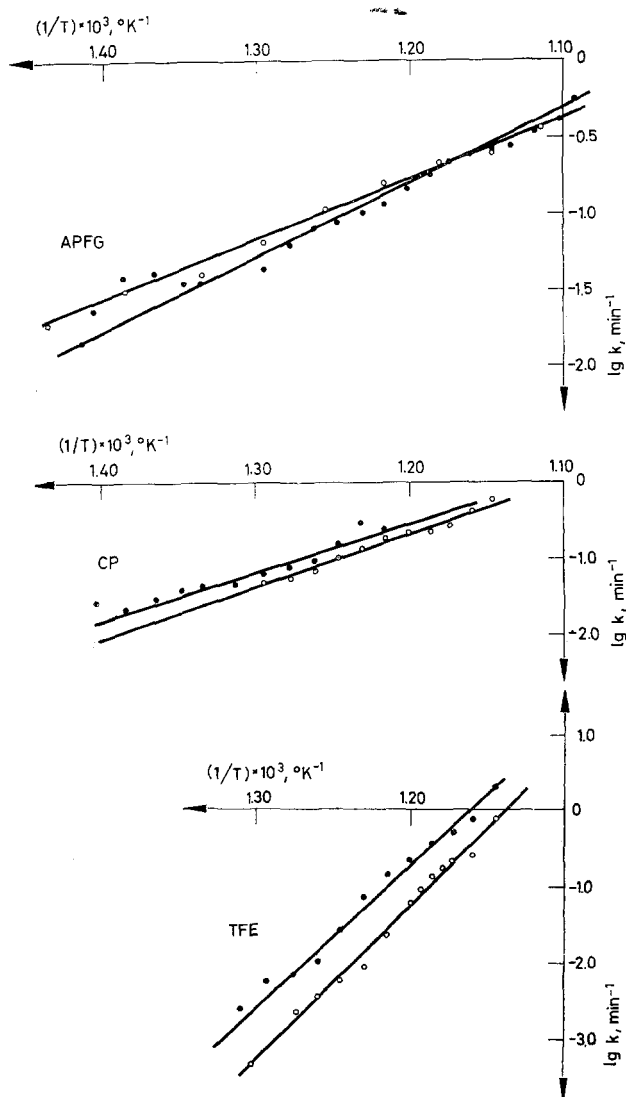 (1/T)×10³, °K⁻¹
1.40 1.30 1.20 1.10
0
-0.5
-1.0
-1.5
-2.0
APFG
lg k, min⁻¹
(1/T)×10³, °K⁻¹
1.40 1.30 1.20 1.10
0
-1.0
-2.0
CP
lg k, min⁻¹
1.0
(1/T)×10³, °K⁻¹
1.30 1.20
0
-1.0
-2.0
-3.0
TFE
lg k, min⁻¹